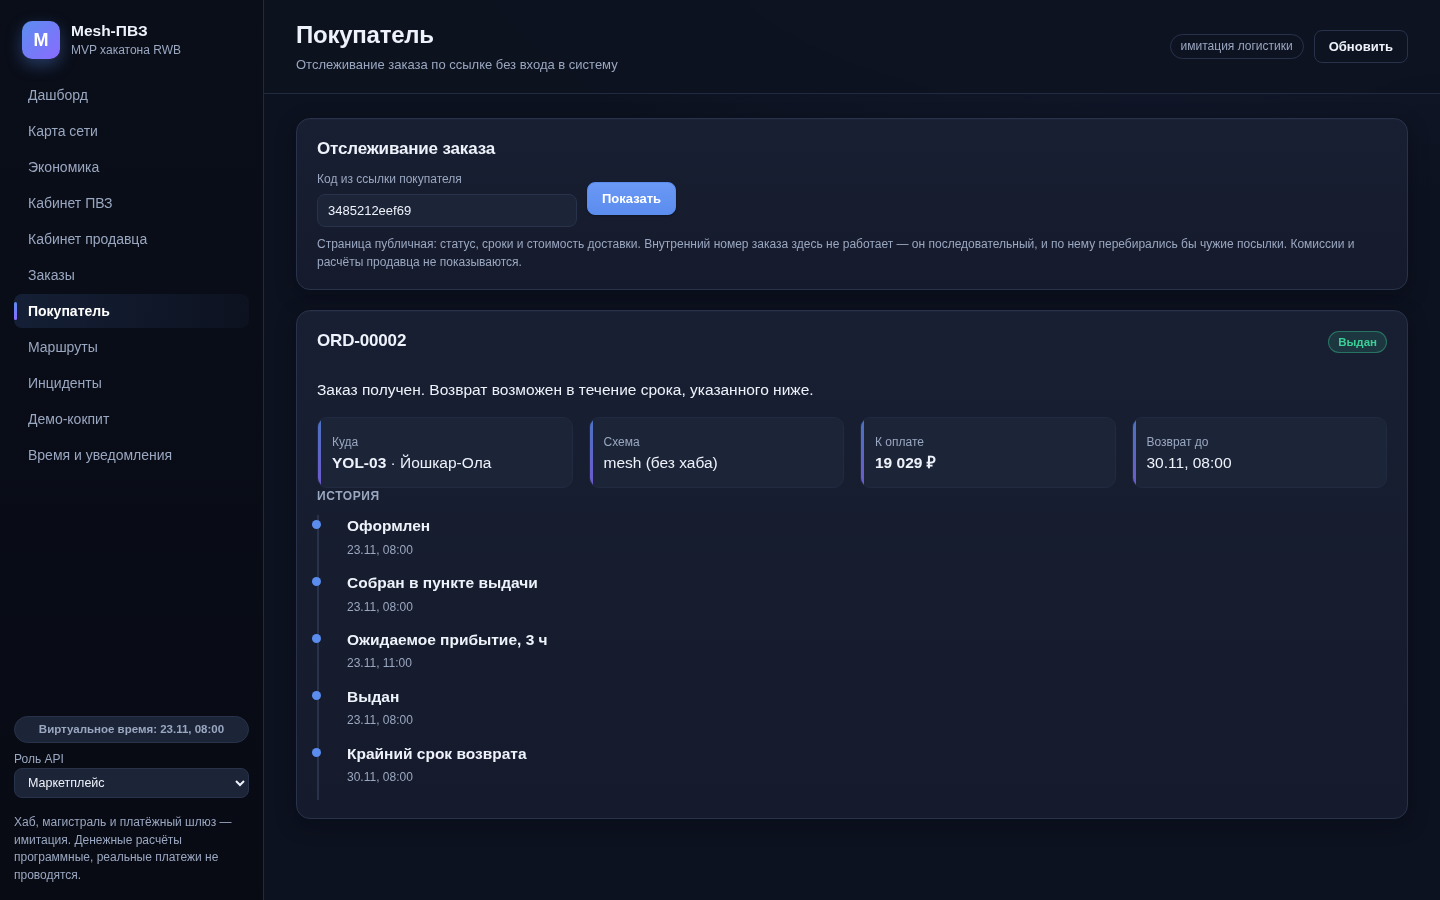 M
Mesh-ПВЗ
MVP хакатона RWB
Дашборд
Карта сети
Экономика
Кабинет ПВЗ
Кабинет продавца
Заказы
Покупатель
Маршруты
Инциденты
Демо-кокпит
Время и уведомления
Виртуальное время: 23.11, 08:00
Роль API
Маркетплейс
Хаб, магистраль и платёжный шлюз —
имитация. Денежные расчёты
программные, реальные платежи не
проводятся.
Покупатель
Отслеживание заказа по ссылке без входа в систему
имитация логистики
Обновить
Отслеживание заказа
Код из ссылки покупателя
3485212eef69
Показать
Страница публичная: статус, сроки и стоимость доставки. Внутренний номер заказа здесь не работает — он последовательный, и по нему перебирались бы чужие посылки. Комиссии и
расчёты продавца не показываются.
ORD-00002
Выдан
Заказ получен. Возврат возможен в течение срока, указанного ниже.
Куда
YOL-03 · Йошкар-Ола
Схема
mesh (без хаба)
К оплате
19 029 ₽
Возврат до
30.11, 08:00
ИСТОРИЯ
Оформлен
23.11, 08:00
Собран в пункте выдачи
23.11, 08:00
Ожидаемое прибытие, 3 ч
23.11, 11:00
Выдан
23.11, 08:00
Крайний срок возврата
30.11, 08:00